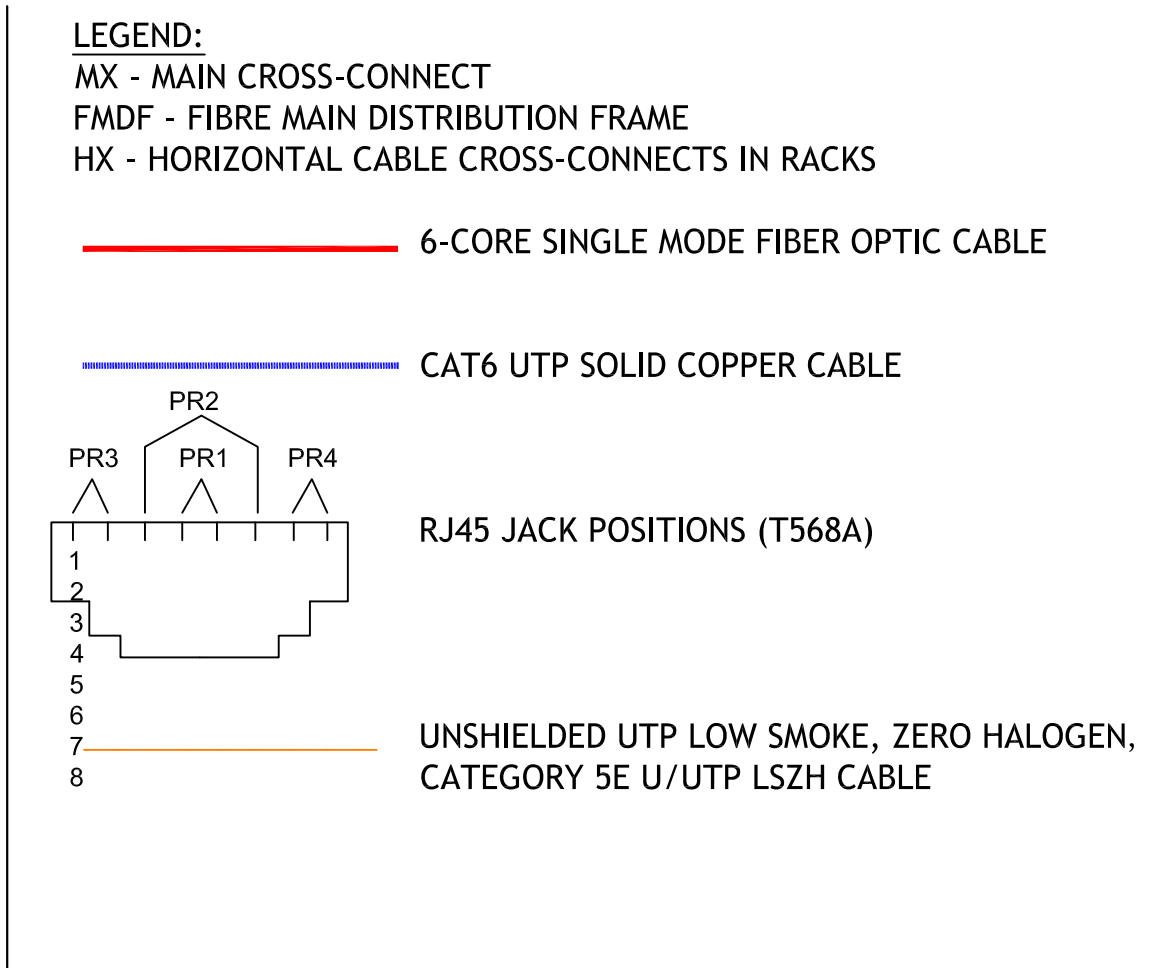 LEGEND:
MX - MAIN CROSS-CONNECT
FMDF - FIBRE MAIN DISTRIBUTION FRAME
HX - HORIZONTAL CABLE CROSS-CONNECTS IN RACKS
6-CORE SINGLE MODE FIBER OPTIC CABLE
CAT6 UTP SOLID COPPER CABLE
PR2
PR3 PR1 PR4
RJ45 JACK POSITIONS (T568A)
1
2
3
4
5
6
7
8
UNSHIELDED UTP LOW SMOKE, ZERO HALOGEN,
CATEGORY 5E U/UTP LSZH CABLE